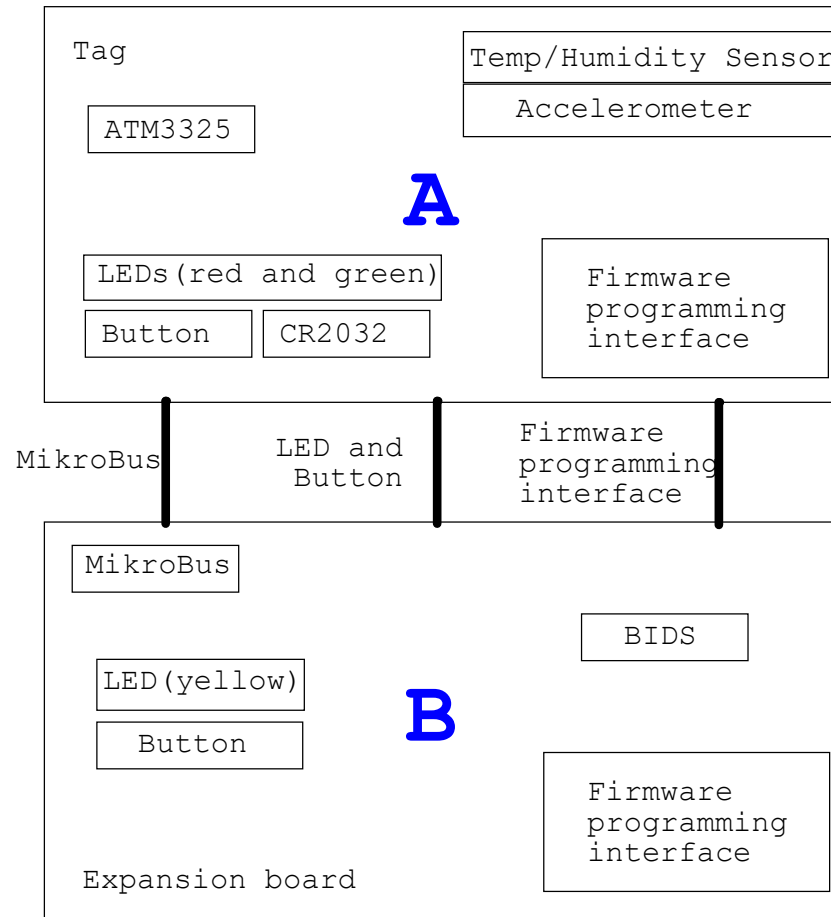 Tag
Temp/Humidity Sensor
Accelerometer
ATM3325
A
LEDs(red and green)
Button
CR2032
Firmware
programming
interface
MikroBus
LED and
Button
Firmware
programming
interface
MikroBus
BIDS
LED(yellow)
Button
B
Firmware
programming
interface
Expansion board